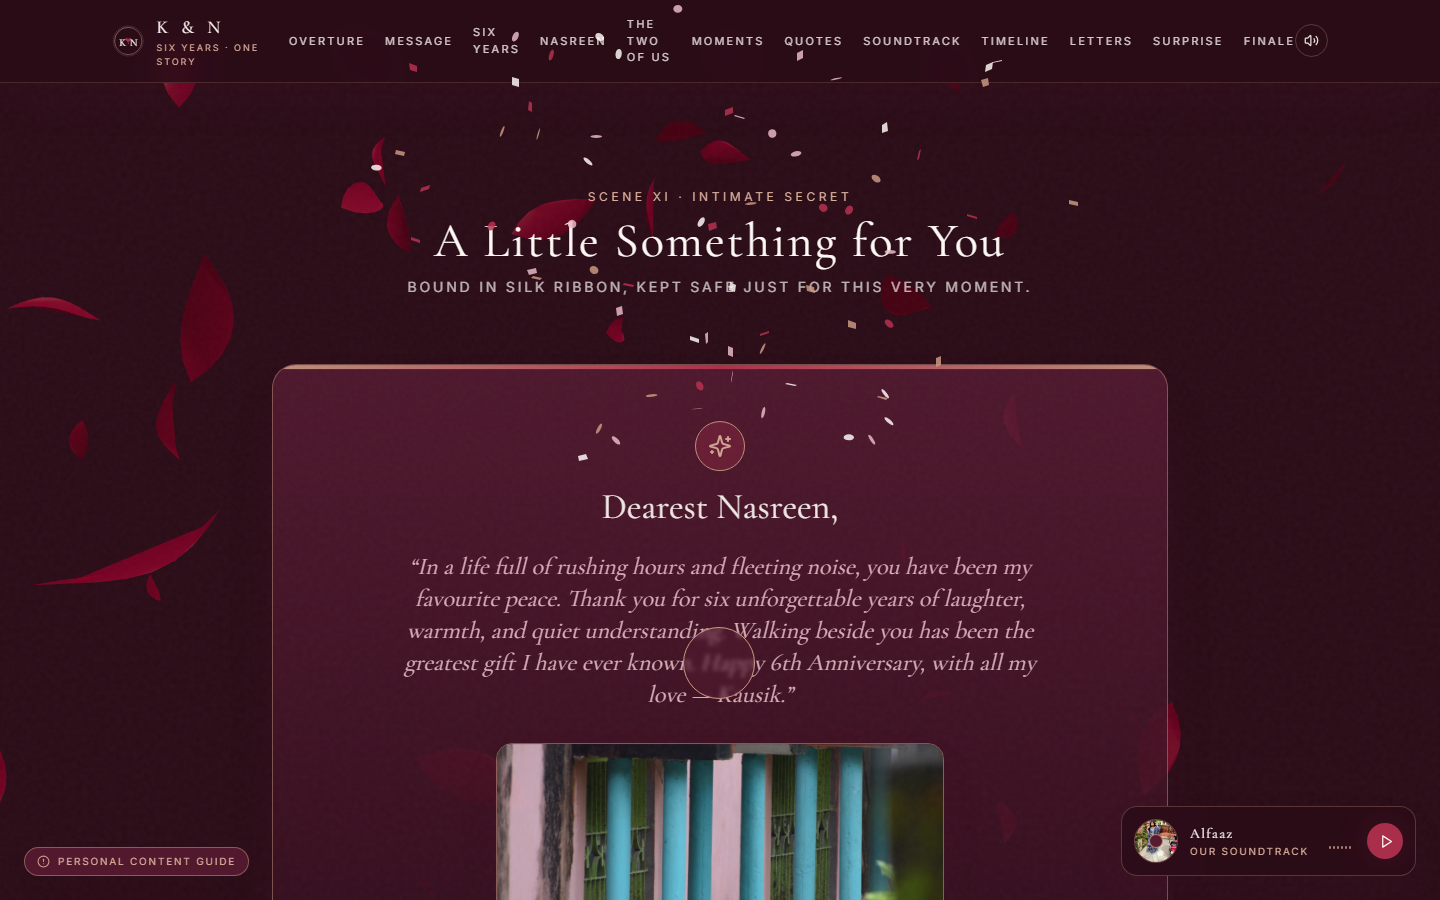 K & N
SIX YEARS · ONE
STORY
OVERTURE
MESSAGE
SIX
YEARS
NASREEN
THE
TWO
OF US
MOMENTS
QUOTES
SOUNDTRACK
TIMELINE
LETTERS
SURPRISE
FINALE
SCENE XI · INTIMATE SECRET
A Little Something for You
BOUND IN SILK RIBBON, KEPT SAFE JUST FOR THIS VERY MOMENT.
Dearest Nasreen,
“In a life full of rushing hours and fleeting noise, you have been my
favourite peace. Thank you for six unforgettable years of laughter,
warmth, and quiet understanding. Walking beside you has been the
greatest gift I have ever known. Happy 6th Anniversary, with all my
love — Kausik.”
PERSONAL CONTENT GUIDE
Alfaaz
OUR SOUNDTRACK